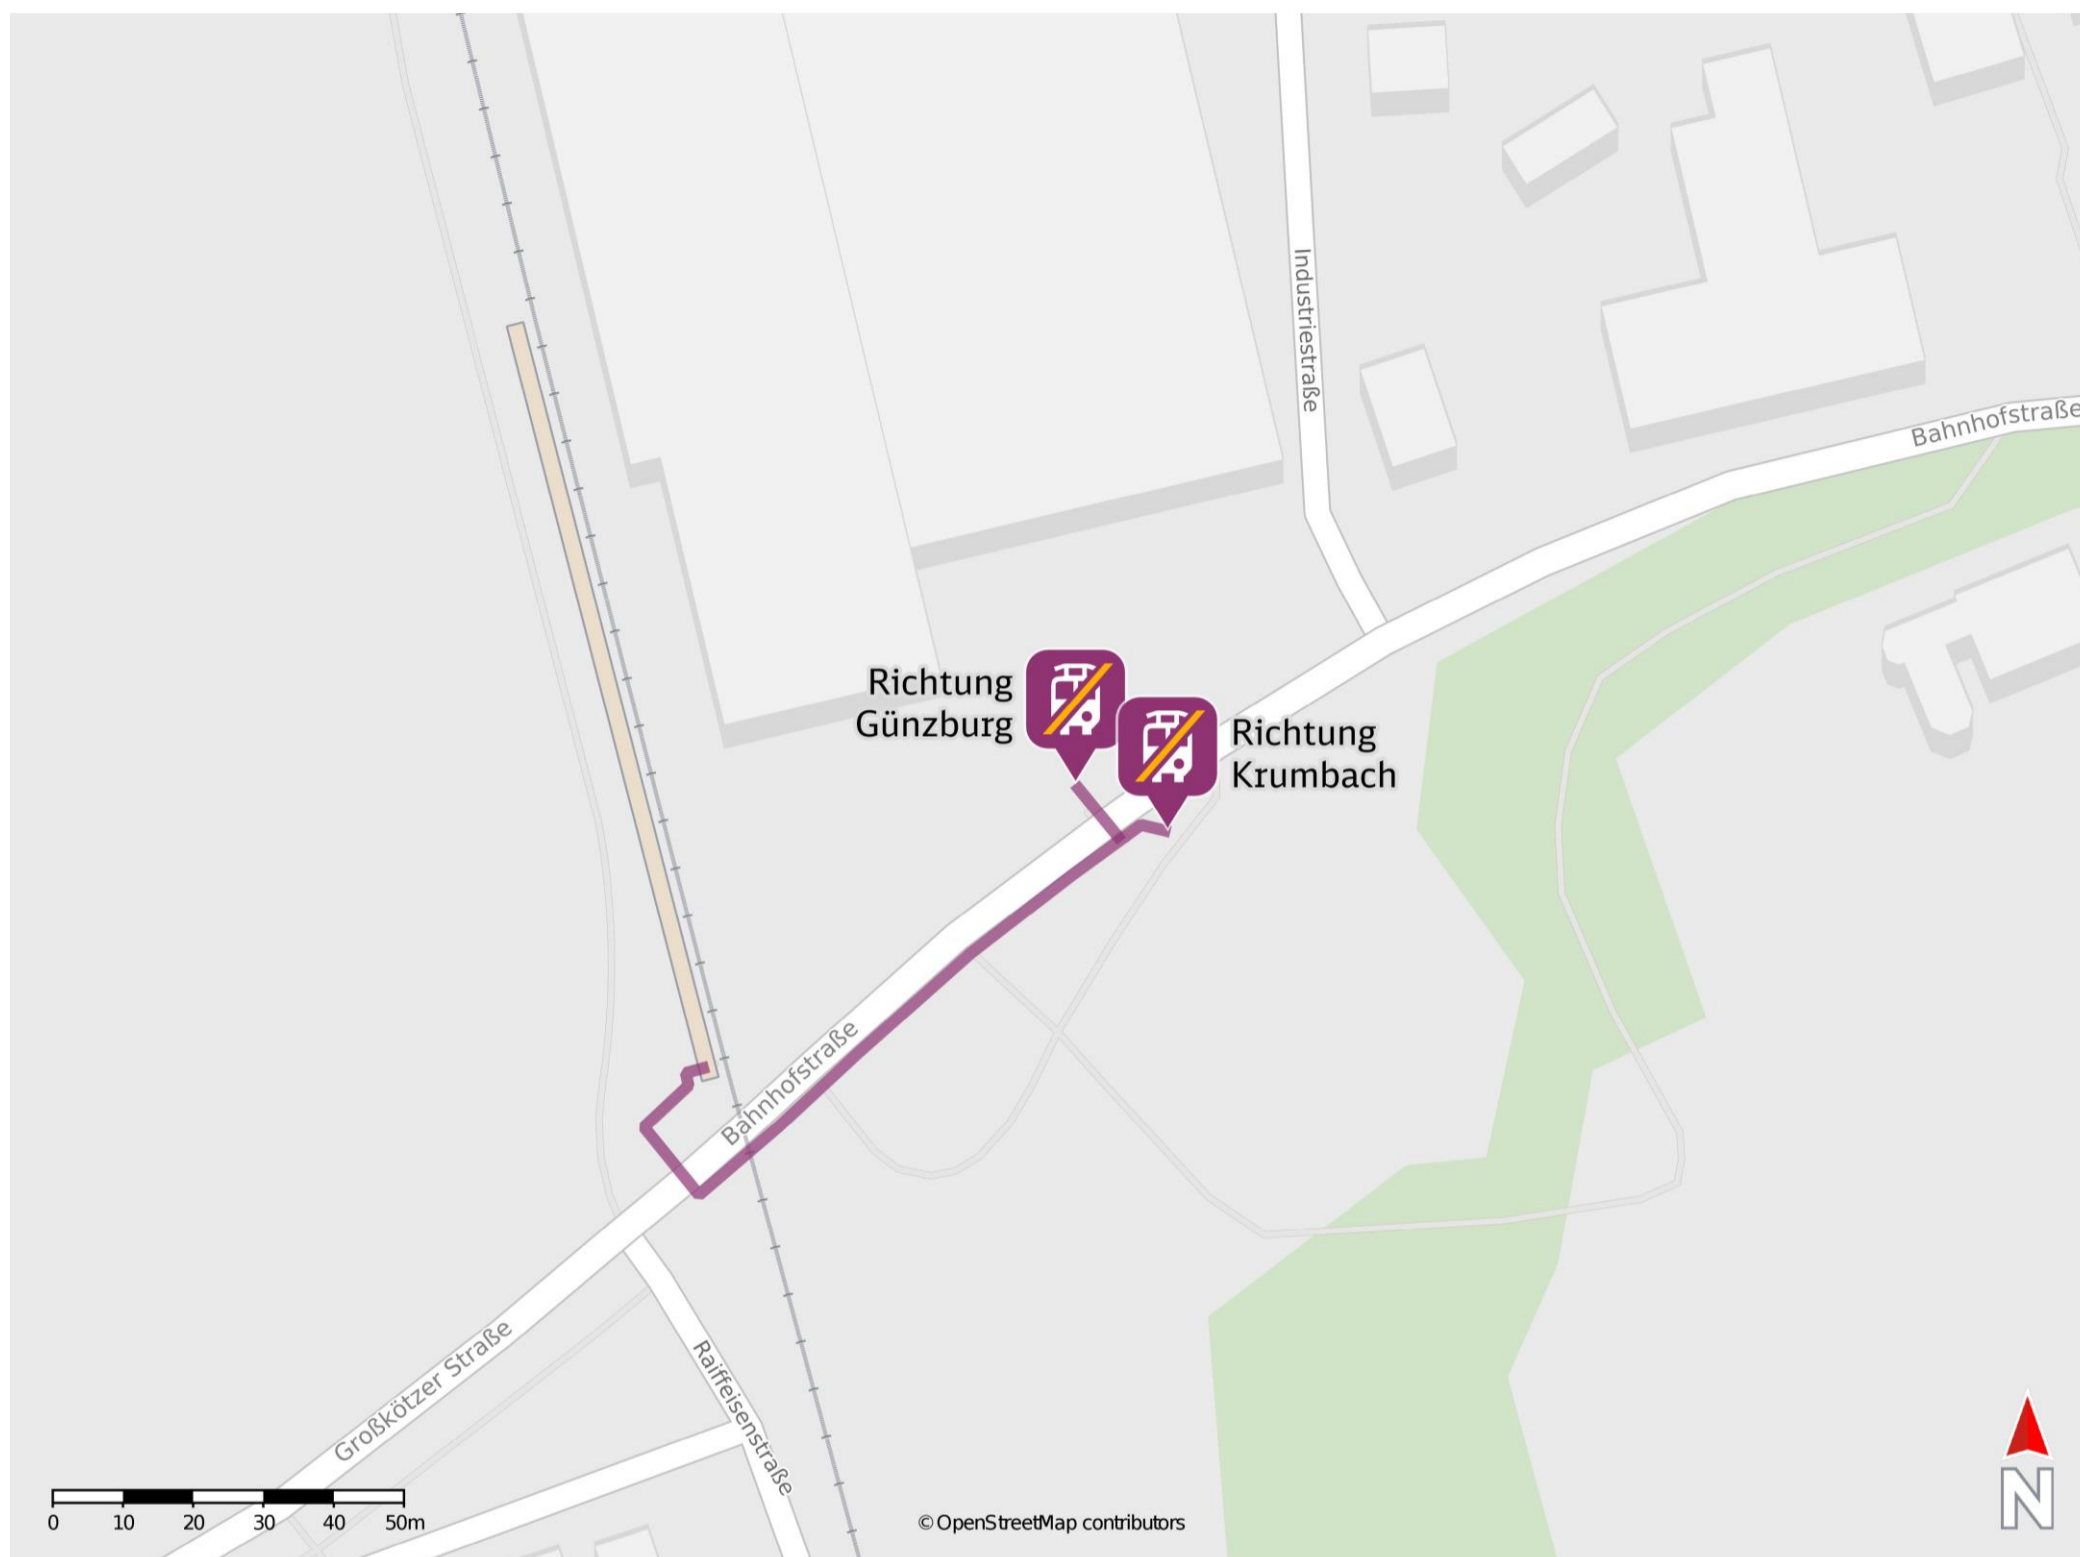 Industriestraße
Bahnhofstraße
Richtung
Günzburg
Richtung
Krumbach
Bahnhofstraße
Großkötzer Straße
Raiffeisenstraße
0 10 20 30 40 50m
© OpenStreetMap contributors
N